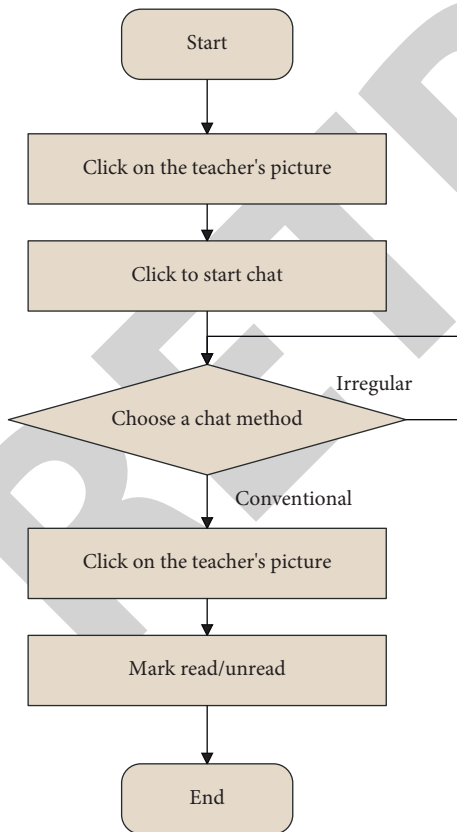 Start
Click on the teacher's picture
Click to start chat
Irregular
Choose a chat method
Conventional
Click on the teacher's picture
Mark read/unread
End